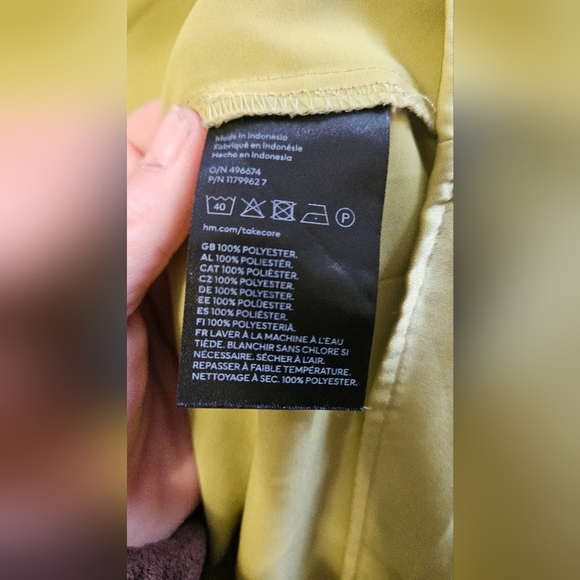 Made in Indonesia
Fabriqué en Indonésie
Hecho en Indonesia
O/N 496674
P/N 1179962 7
40 P
hm.com/takecare
GB 100% POLYESTER.
AL 100% POLIESTËR.
CAT 100% POLIÈSTER.
CZ 100% POLYESTER.
DE 100% POLYESTER.
EE 100% POLÜESTER.
ES 100% POLIÉSTER.
FI 100% POLYESTERIÄ.
FR LAVER À LA MACHINE À L'EAU
TIÈDE. BLANCHIR SANS CHLORE SI
NÉCESSAIRE. SÉCHER À L'AIR.
REPASSER À FAIBLE TEMPÉRATURE.
NETTOYAGE À SEC. 100% POLYESTER.